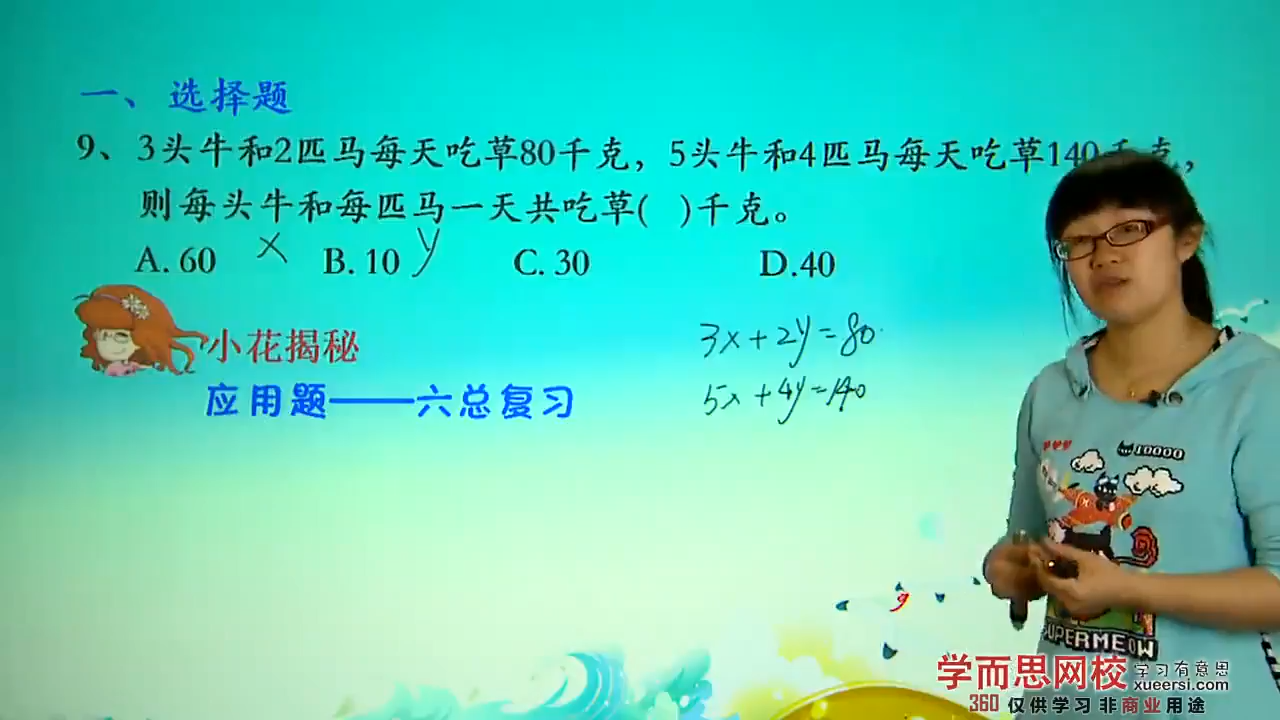 一、选择题
9、3头牛和2匹马每天吃草80千克，5头牛和4匹马每天吃草140千克，
则每头牛和每匹马一天共吃草( )千克。
A. 60 x B. 10 y C. 30 D.40
小花揭秘
应用题——六总复习
3x+2y=80
5x+4y=140
10000
SUPERMEOW
9
学而思网校 学习有意思
xueersi.com
360 仅供学习 非商业用途